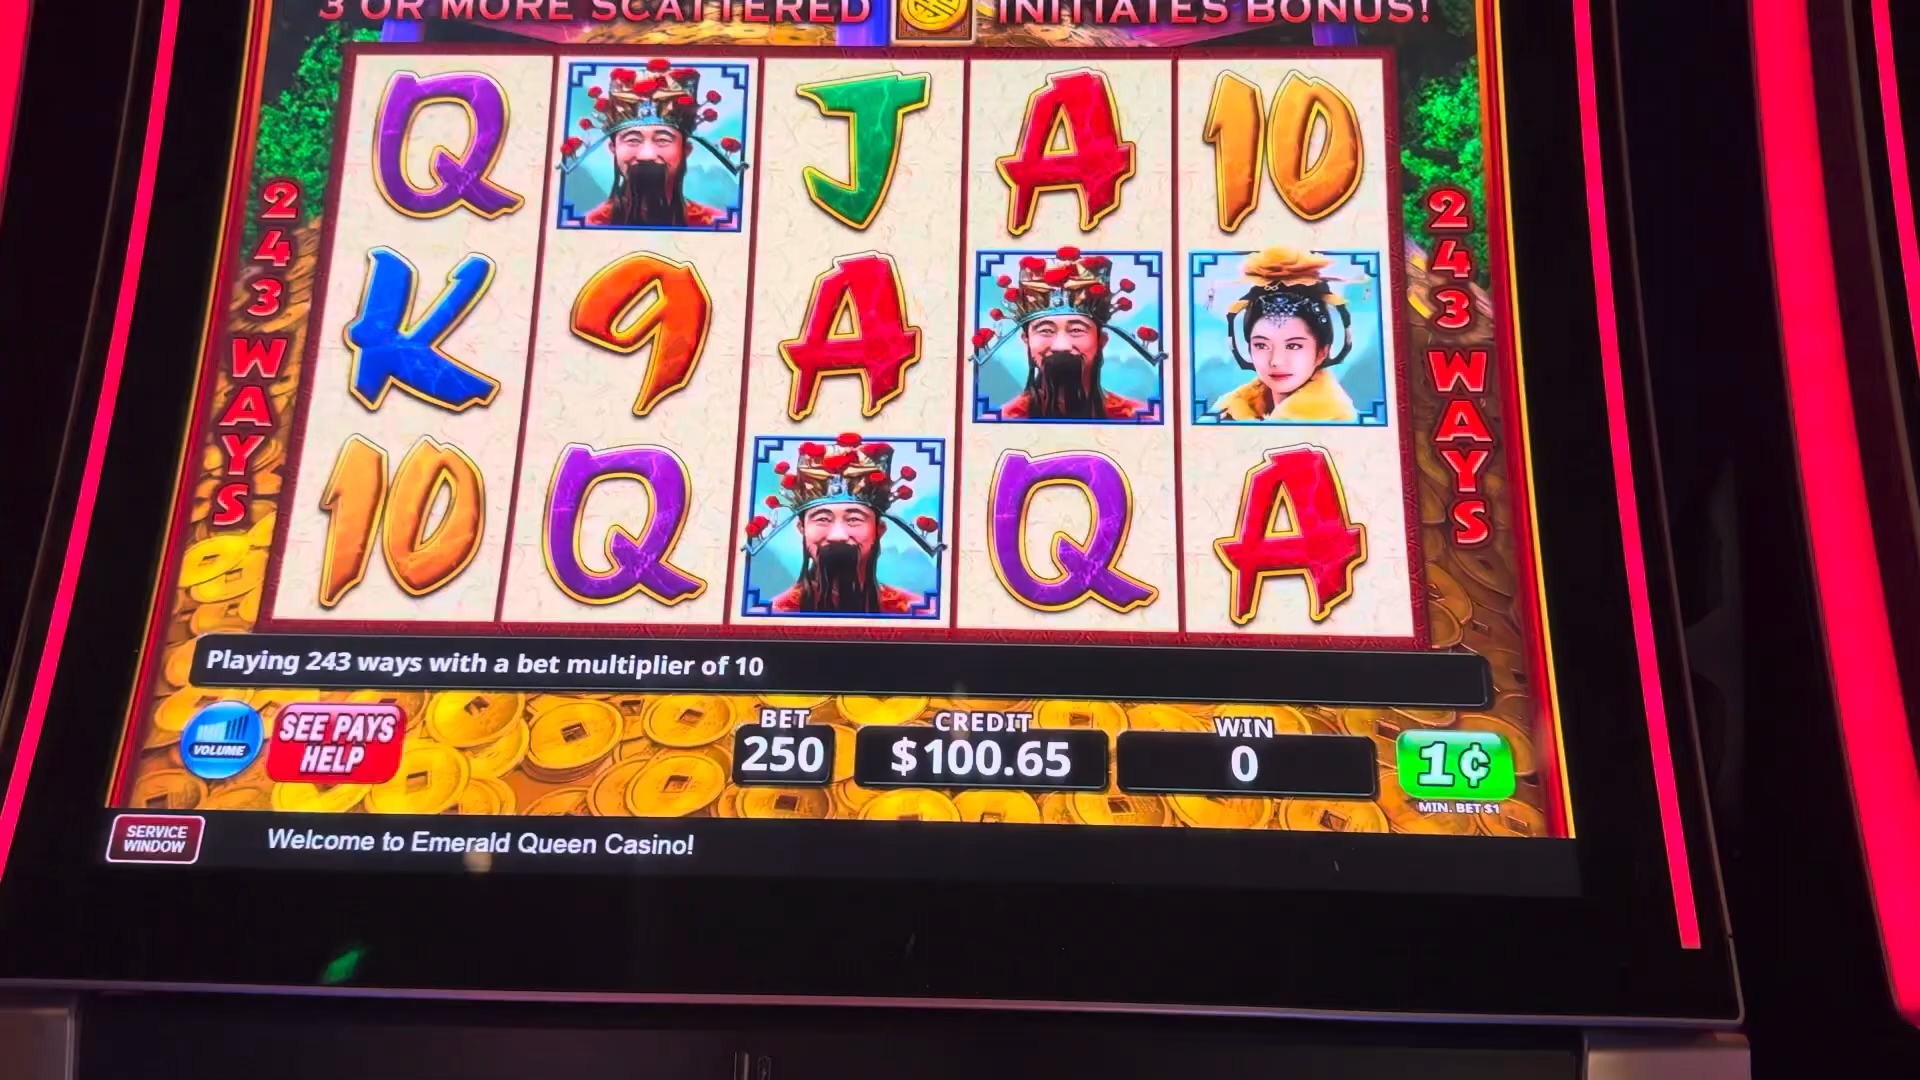 3 OR MORE SCATTERED INITIATES BONUS!
Q J A 10
K 9 A
10 Q Q A
243 WAYS
243 WAYS
Playing 243 ways with a bet multiplier of 10
VOLUME
SEE PAYS
HELP
BET
250
CREDIT
$100.65
WIN
0
1¢
MIN. BET $1
SERVICE
WINDOW
Welcome to Emerald Queen Casino!